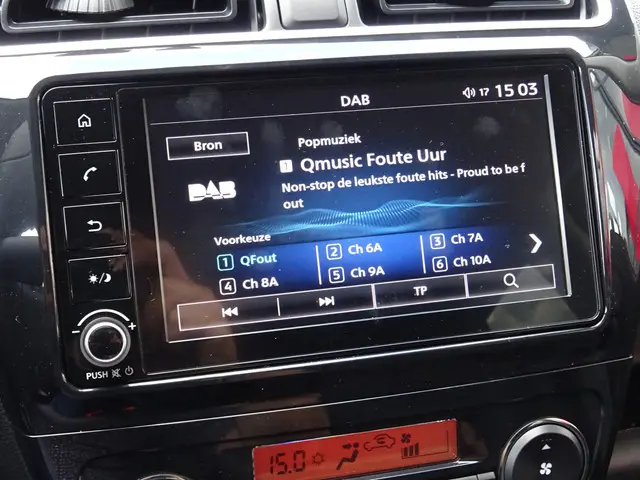 DAB
17 15 03
Bron
Popmuziek
1 Qmusic Foute Uur
DAB
Non-stop de leukste foute hits - Proud to be f
out
Voorkeuze
1 QFout
2 Ch 6A
3 Ch 7A
4 Ch 8A
5 Ch 9A
6 Ch 10A
TP
PUSH
15.0